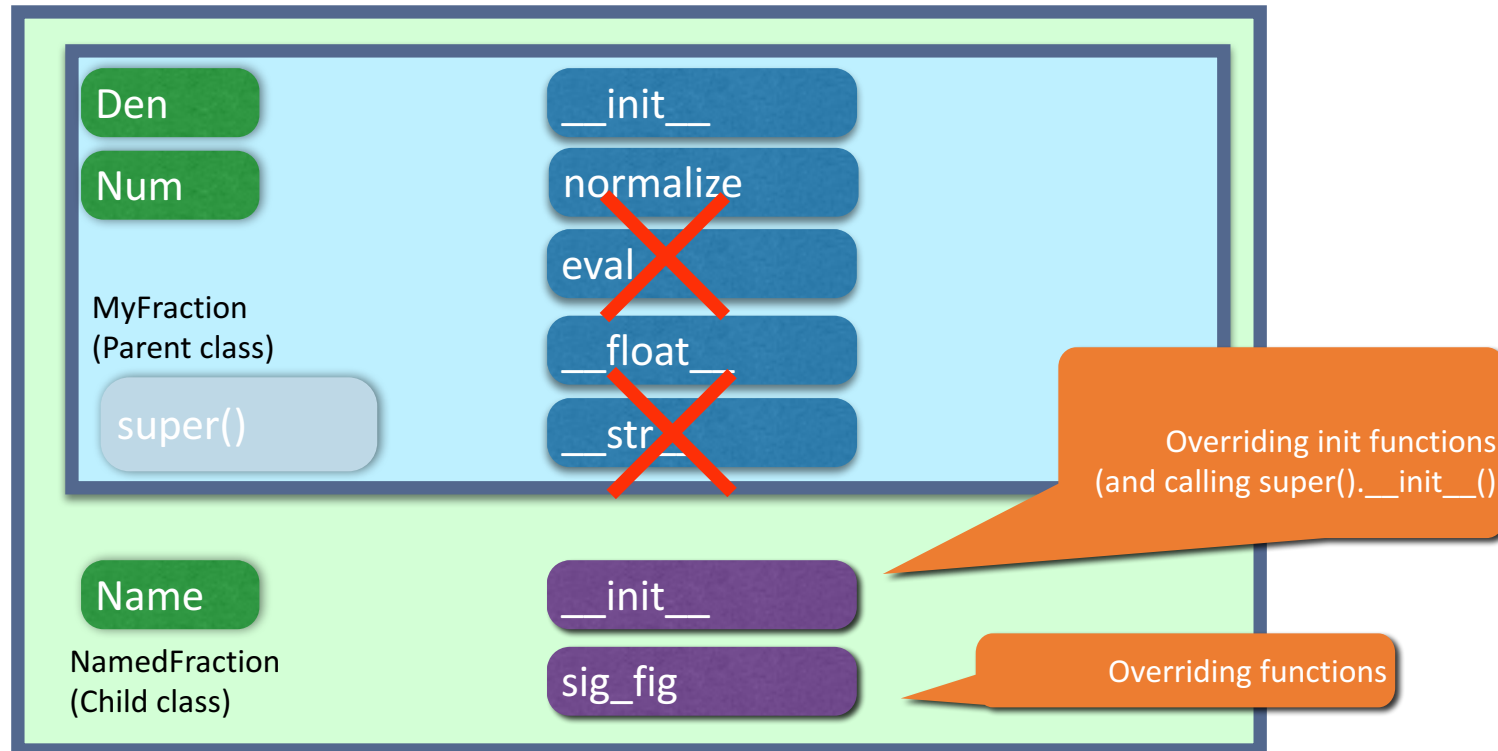 Den
__init__
Num
normalize
eval
MyFraction
(Parent class)
__float__
super()
__str__
Overriding init functions
(and calling super().__init__()
Name
__init__
NamedFraction
(Child class)
sig_fig
Overriding functions